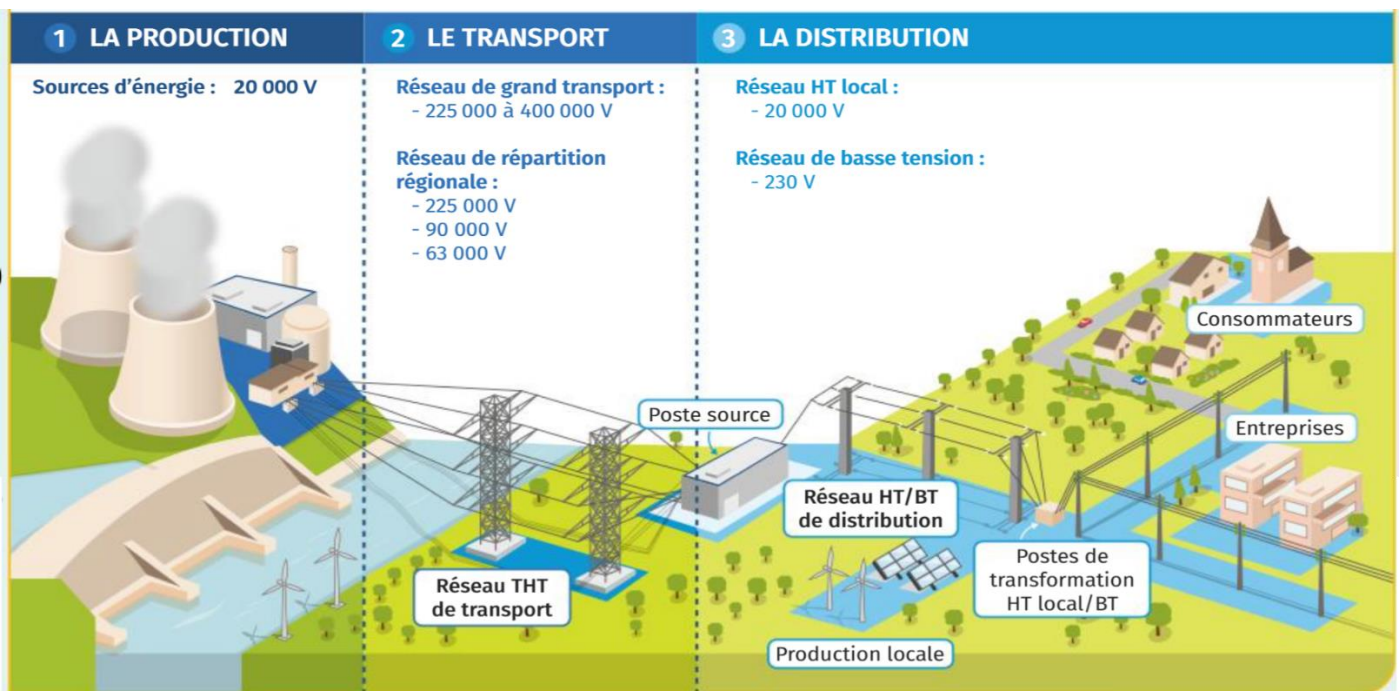 1 LA PRODUCTION
Sources d'énergie : 20 000 V
2 LE TRANSPORT
Réseau de grand transport :
- 225 000 à 400 000 V
Réseau de répartition
régionale :
- 225 000 V
- 90 000 V
- 63 000 V
3 LA DISTRIBUTION
Réseau HT local :
- 20 000 V
Réseau de basse tension :
- 230 V
Consommateurs
Poste source
Entreprises
Réseau HT/BT
de distribution
Postes de
transformation
HT local/BT
Réseau THT
de transport
Production locale